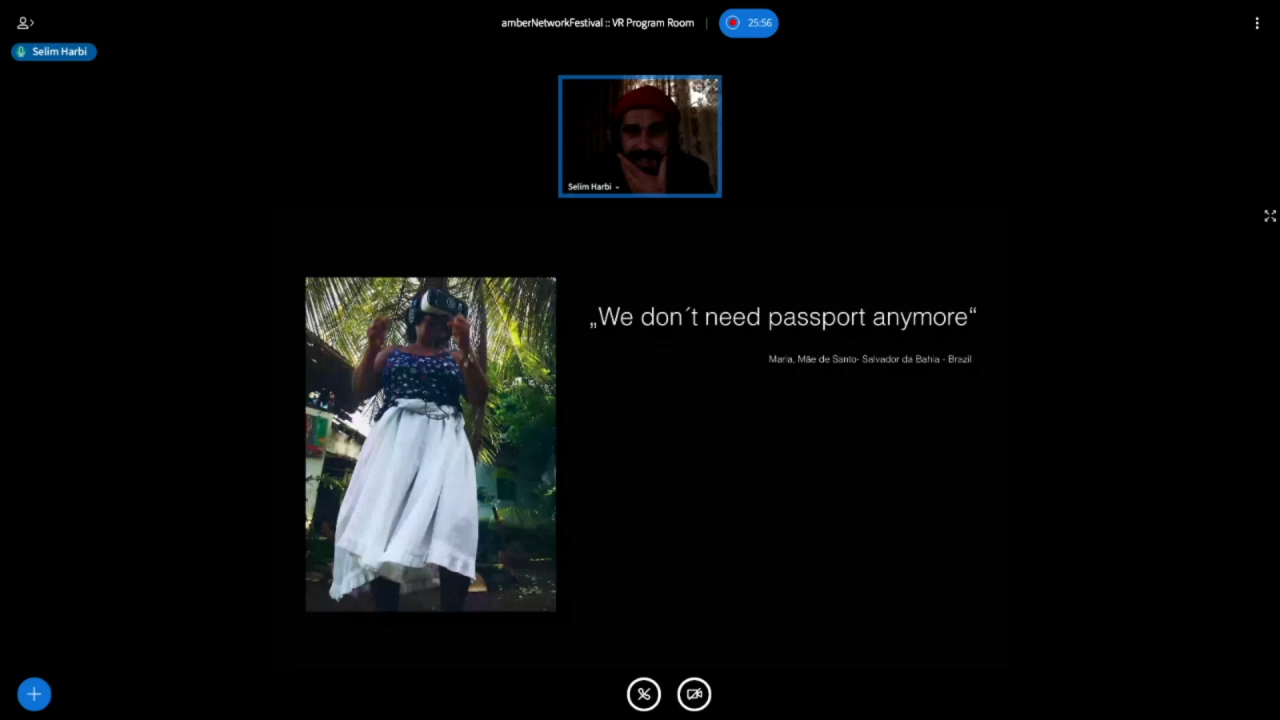 amberNetworkFestival :: VR Program Room
25:56
Selim Harbi
Selim Harbi
„We don´t need passport anymore“
Maria, Mãe de Santo- Salvador da Bahia - Brazil